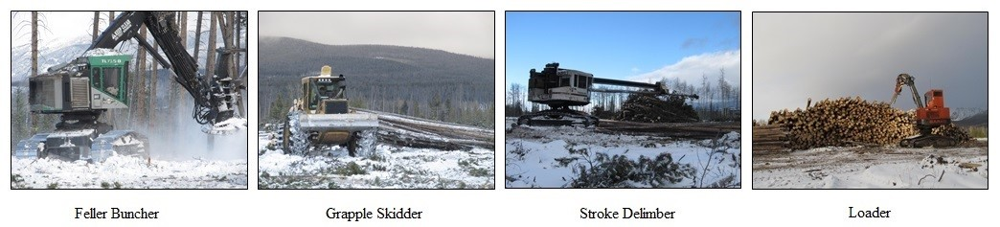 Feller Buncher
Grapple Skidder
Stroke Delimber
Loader